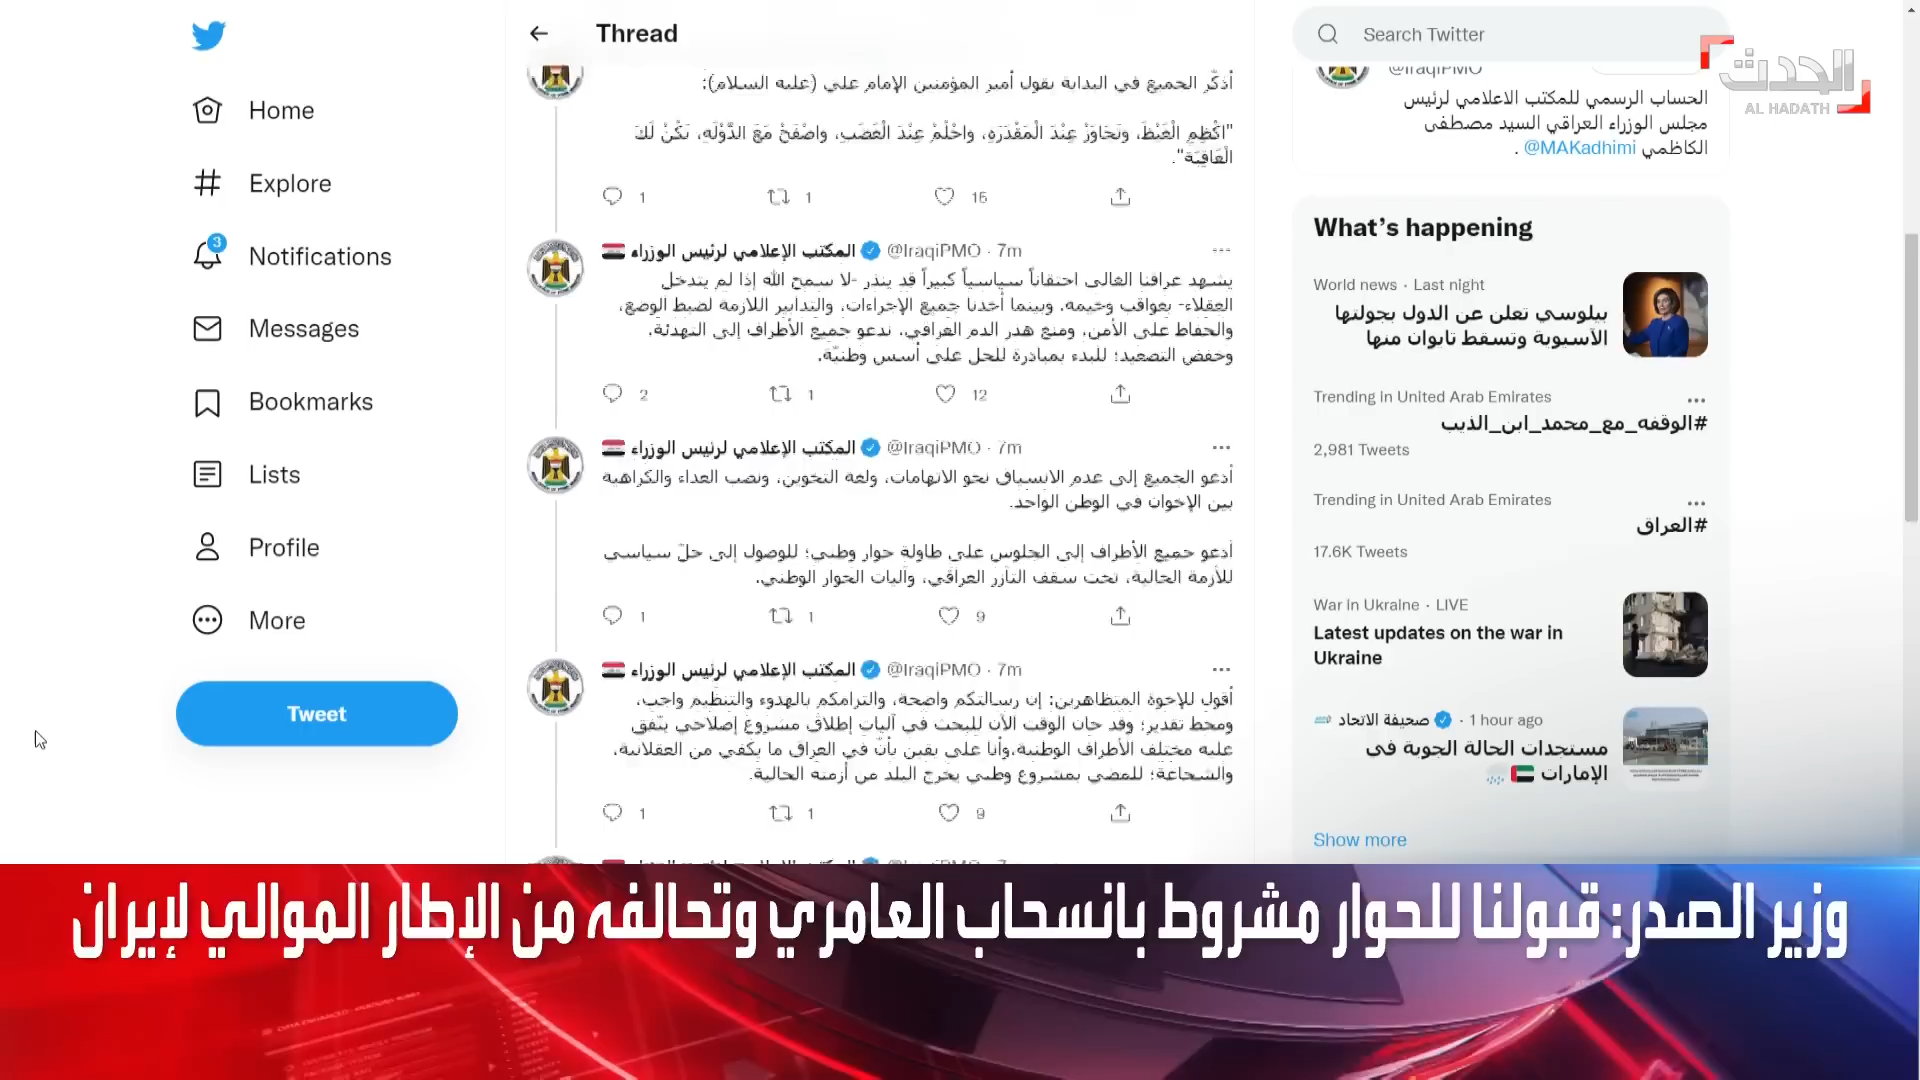 Home
Explore
3
Notifications
Messages
Bookmarks
Lists
Profile
More
Tweet
Thread
أذكّر الجميع في البداية بقول أمير المؤمنين الإمام علي (عليه السلام):
"اكْظِمِ الْغَيْظَ، وتَجَاوَزْ عِنْدَ الْمَقْدَرَةِ، واحْلُمْ عِنْدَ الْغَضَبِ، واصْفَحْ مَعَ الدَّوْلَةِ، تَكُنْ لَكَ
الْعَاقِبَة".
1 1 15
المكتب الإعلامي لرئيس الوزراء @IraqiPMO · 7m
يشهد عراقنا الغالي احتقاناً سياسياً كبيراً قد ينذر -لا سمح الله إذا لم يتدخل
العقلاء- بعواقب وخيمة. وبينما أخذنا جميع الإجراءات، والتدابير اللازمة لضبط الوضع،
والحفاظ على الأمن، ومنع هدر الدم العراقي، ندعو جميع الأطراف إلى التهدئة،
وخفض التصعيد؛ للبدء بمبادرة للحل على أسس وطنيّة.
2 1 12
المكتب الإعلامي لرئيس الوزراء @IraqiPMO · 7m
أدعو الجميع إلى عدم الانسياق نحو الاتهامات، ولغة التخوين، ونصب العداء والكراهية
بين الإخوان في الوطن الواحد.
أدعو جميع الأطراف إلى الجلوس على طاولة حوار وطني؛ للوصول إلى حلّ سياسي
للأزمة الحالية، تحت سقف التآزر العراقي، وآليات الحوار الوطني.
1 1 9
المكتب الإعلامي لرئيس الوزراء @IraqiPMO · 7m
أقول للإخوة المتظاهرين: إن رسالتكم واضحة، والتزامكم بالهدوء والتنظيم واجب،
ومحط تقدير؛ وقد حان الوقت الآن للبحث في آليات إطلاق مشروع إصلاحي يتّفق
عليه مختلف الأطراف الوطنية.وأنا على يقين بأنّ في العراق ما يكفي من العقلانية،
والشجاعة؛ للمضي بمشروع وطني يخرج البلد من أزمته الحالية.
1 1 9
Search Twitter
@IraqiPMO
الحساب الرسمي للمكتب الاعلامي لرئيس
مجلس الوزراء العراقي السيد مصطفى
الكاظمي @MAKadhimi .
What's happening
World news · Last night
بيلوسي تعلن عن الدول بجولتها
الآسيوية وتسقط تايوان منها
Trending in United Arab Emirates
#الوقفه_مع_محمد_ابن_الذيب
2,981 Tweets
Trending in United Arab Emirates
#العراق
17.6K Tweets
War in Ukraine · LIVE
Latest updates on the war in
Ukraine
صحيفة الاتحاد · 1 hour ago
مستجدات الحالة الجوية في
الإمارات
Show more
الحدث
AL HADATH
وزير الصدر: قبولنا للحوار مشروط بانسحاب العامري وتحالفه من الإطار الموالي لإيران